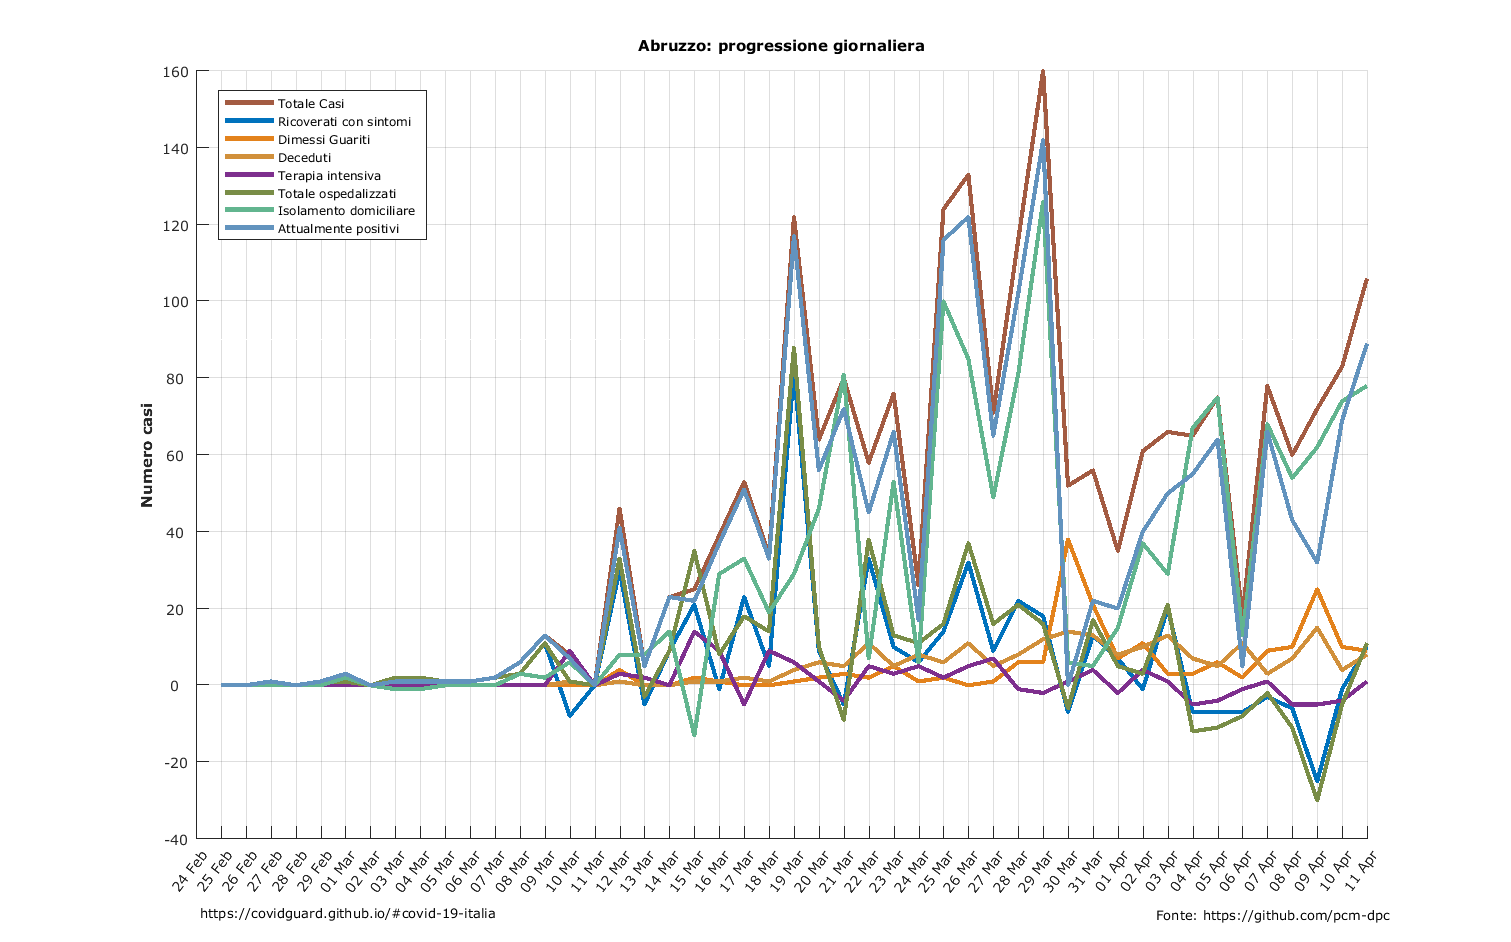 Abruzzo: progressione giornaliera
160
140
120
100
80
60
40
20
0
-20
-40
Numero casi
Totale Casi
Ricoverati con sintomi
Dimessi Guariti
Deceduti
Terapia intensiva
Totale ospedalizzati
Isolamento domiciliare
Attualmente positivi
24 Feb
25 Feb
26 Feb
27 Feb
28 Feb
29 Feb
01 Mar
02 Mar
03 Mar
04 Mar
05 Mar
06 Mar
07 Mar
08 Mar
09 Mar
10 Mar
11 Mar
12 Mar
13 Mar
14 Mar
15 Mar
16 Mar
17 Mar
18 Mar
19 Mar
20 Mar
21 Mar
22 Mar
23 Mar
24 Mar
25 Mar
26 Mar
27 Mar
28 Mar
29 Mar
30 Mar
31 Mar
01 Apr
02 Apr
03 Apr
04 Apr
05 Apr
06 Apr
07 Apr
08 Apr
09 Apr
10 Apr
11 Apr
https://covidguard.github.io/#covid-19-italia
Fonte: https://github.com/pcm-dpc